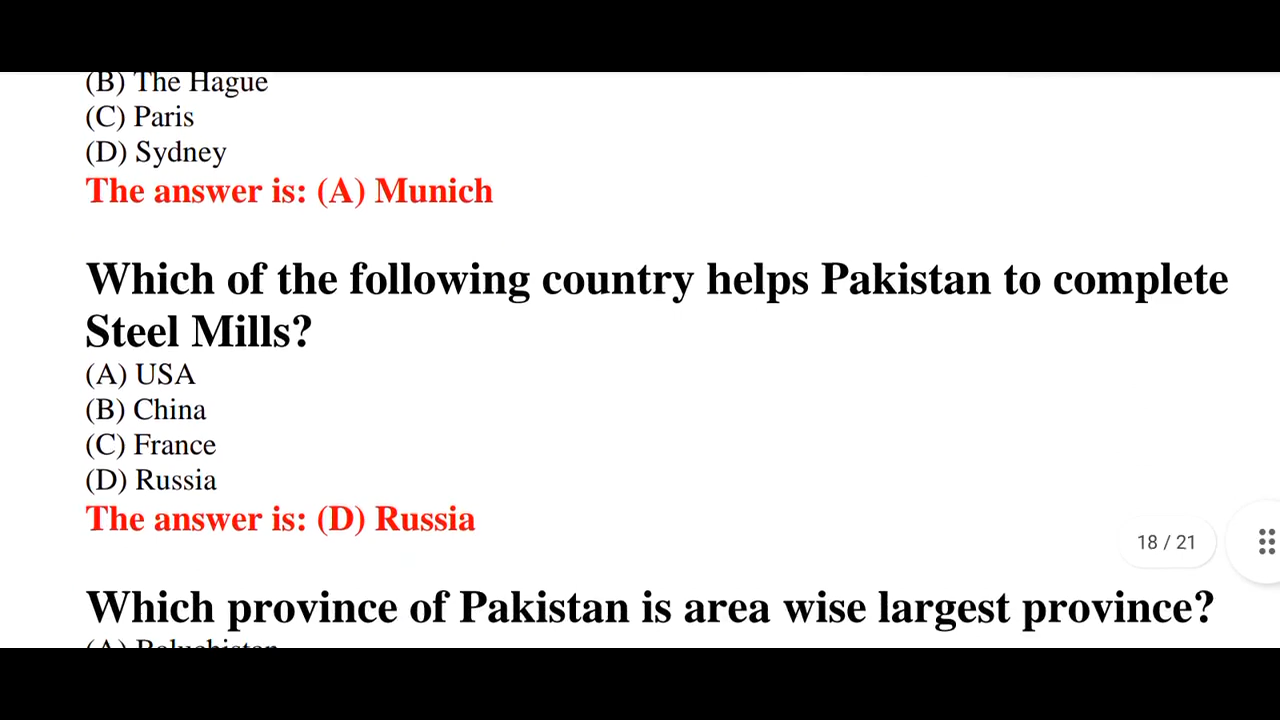 (B) The Hague
(C) Paris
(D) Sydney
The answer is: (A) Munich
Which of the following country helps Pakistan to complete
Steel Mills?
(A) USA
(B) China
(C) France
(D) Russia
The answer is: (D) Russia
18 / 21
Which province of Pakistan is area wise largest province?
(A) Baluchistan